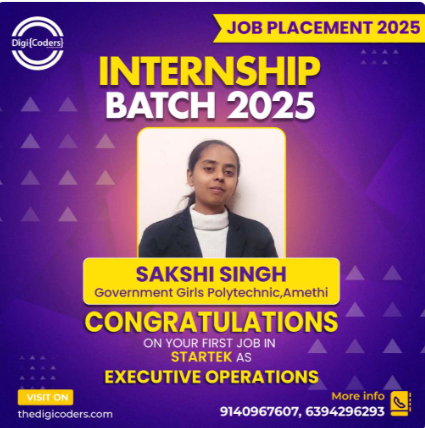 Digi{Coders}
JOB PLACEMENT 2025
INTERNSHIP
BATCH 2025
SAKSHI SINGH
Government Girls Polytechnic,Amethi
CONGRATULATIONS
ON YOUR FIRST JOB IN
STARTEK AS
EXECUTIVE OPERATIONS
VISIT ON
thedigicoders.com
More info
9140967607, 6394296293